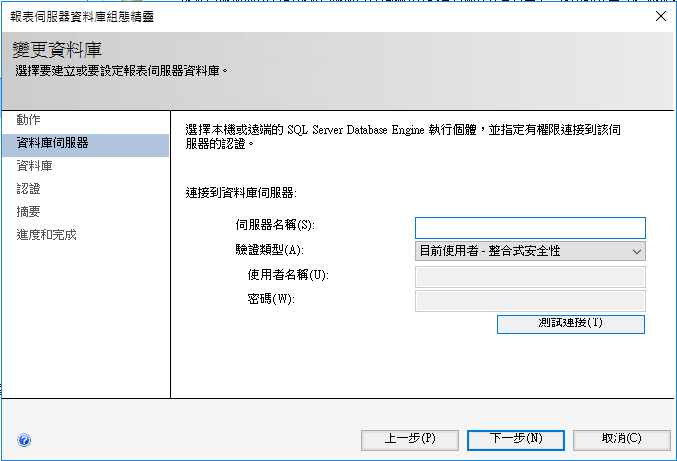 報表伺服器資料庫組態精靈
變更資料庫
選擇要建立或要設定報表伺服器資料庫。
動作
資料庫伺服器
資料庫
認證
摘要
進度和完成
選擇本機或遠端的 SQL Server Database Engine 執行個體，並指定有權限連接到該伺
服器的認證。
連接到資料庫伺服器:
伺服器名稱(S):
驗證類型(A):
目前使用者 - 整合式安全性
使用者名稱(U):
密碼(W):
測試連接(T)
上一步(P)
下一步(N)
取消(C)